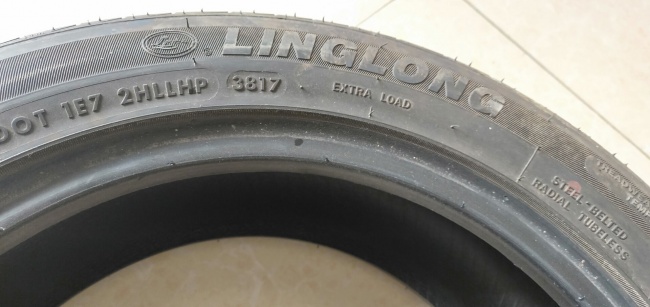 LINGLONG
DOT 1E7 2HLLHP 3817 EXTRA LOAD
STEEL-BELTED
RADIAL TUBELESS